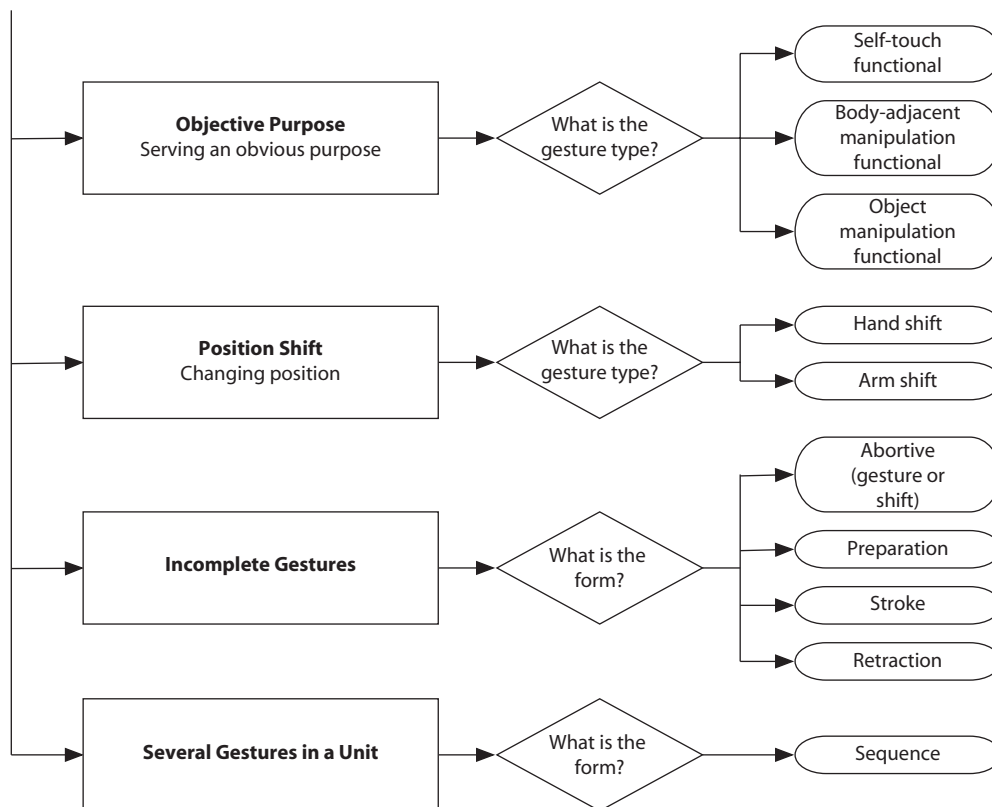 Objective Purpose
Serving an obvious purpose
What is the
gesture type?
Self-touch
functional
Body-adjacent
manipulation
functional
Object
manipulation
functional
Position Shift
Changing position
What is the
gesture type?
Hand shift
Arm shift
Incomplete Gestures
What is the
form?
Abortive
(gesture or
shift)
Preparation
Stroke
Retraction
Several Gestures in a Unit
What is the
form?
Sequence